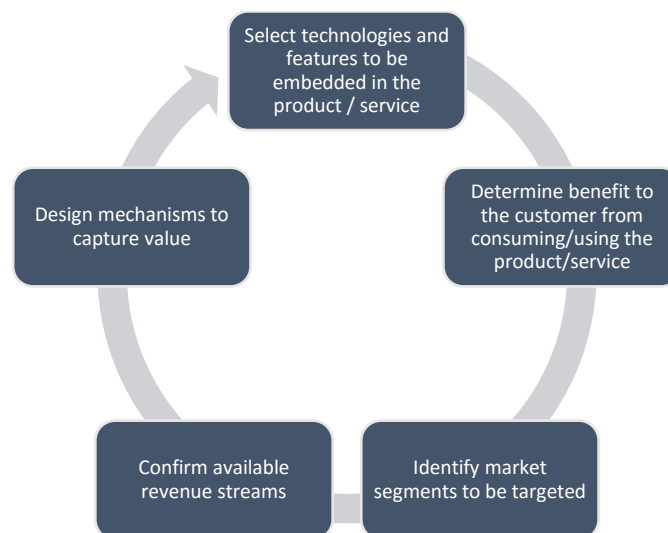 Select technologies and
features to be
embedded in the
product / service
Determine benefit to
the customer from
consuming/using the
product/service
Identify market
segments to be targeted
Confirm available
revenue streams
Design mechanisms to
capture value